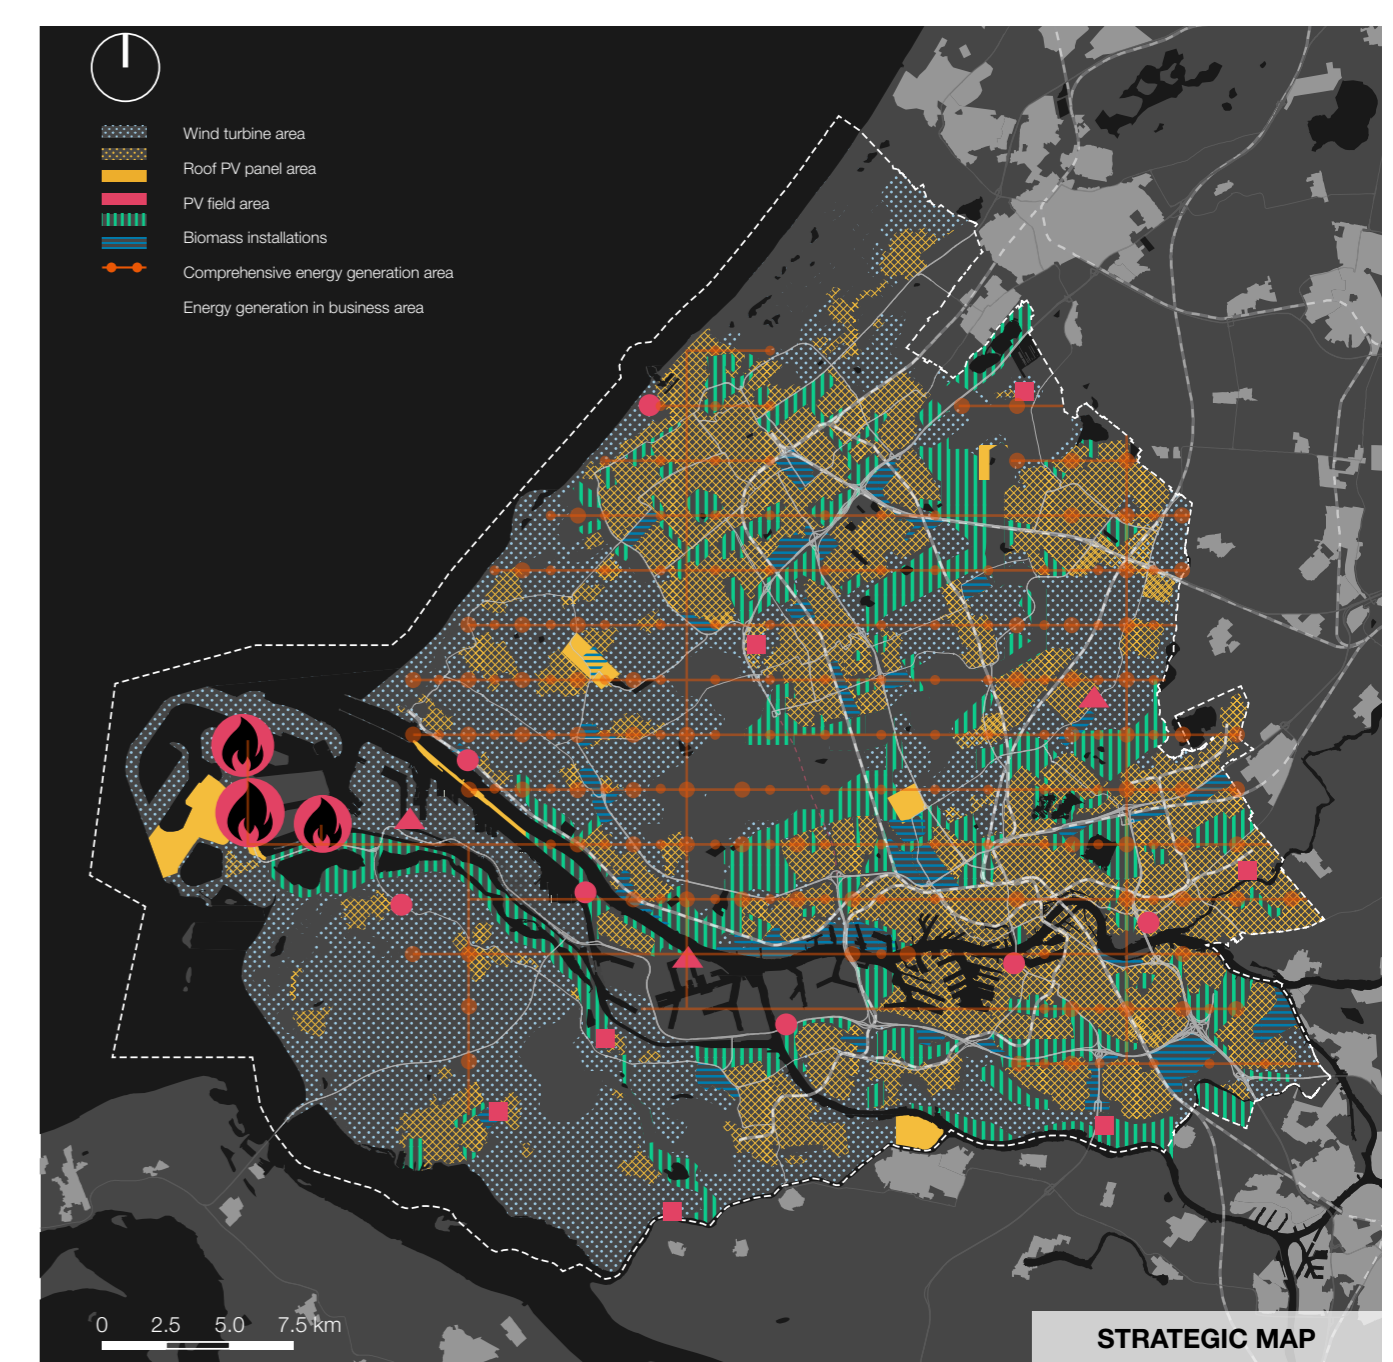 Wind turbine area
Roof PV panel area
PV field area
Biomass installations
Comprehensive energy generation area
Energy generation in business area
0 2.5 5.0 7.5 km
STRATEGIC MAP